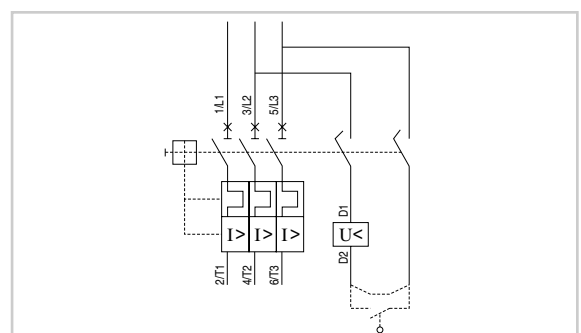 1/L1
3/L2
5/L3
I> I> I>
D1
U<
D2
2/T1
4/T2
6/T3